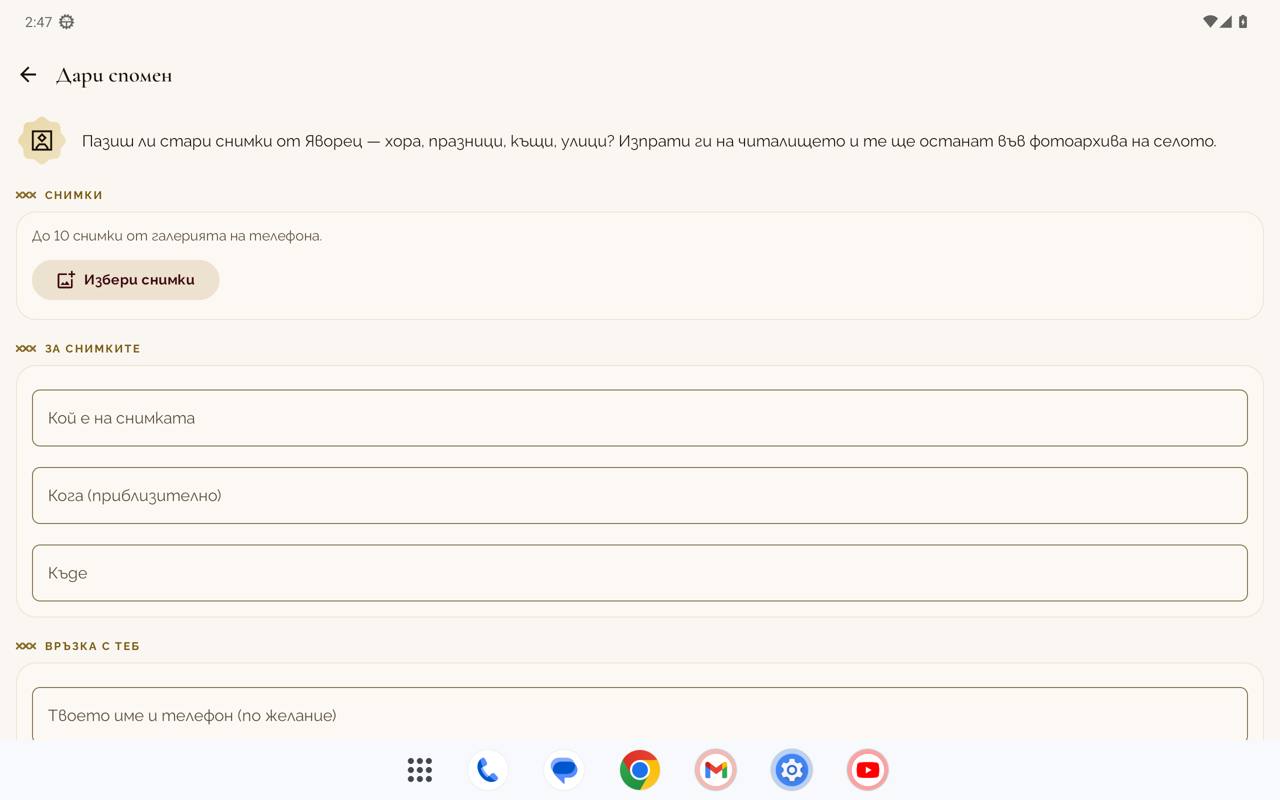 2:47
Дари спомен
Пазиш ли стари снимки от Яворец — хора, празници, къщи, улици? Изпрати ги на читалището и те ще останат във фотоархива на селото.
СНИМКИ
До 10 снимки от галерията на телефона.
Избери снимки
ЗА СНИМКИТЕ
Кой е на снимката
Кога (приблизително)
Къде
ВРЪЗКА С ТЕБ
Твоето име и телефон (по желание)